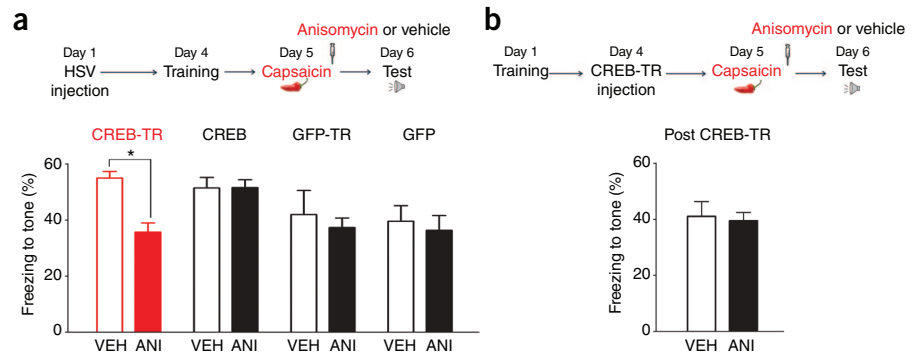 a
Anisomycin or vehicle
Day 1 Day 4 Day 5 Day 6
HSV injection Training Capsaicin Test
CREB-TR CREB GFP-TR GFP
*
Freezing to tone (%)
60
40
20
0
VEH ANI VEH ANI VEH ANI VEH ANI
b
Anisomycin or vehicle
Day 1 Day 4 Day 5 Day 6
Training CREB-TR injection Capsaicin Test
Post CREB-TR
Freezing to tone (%)
60
40
20
0
VEH ANI